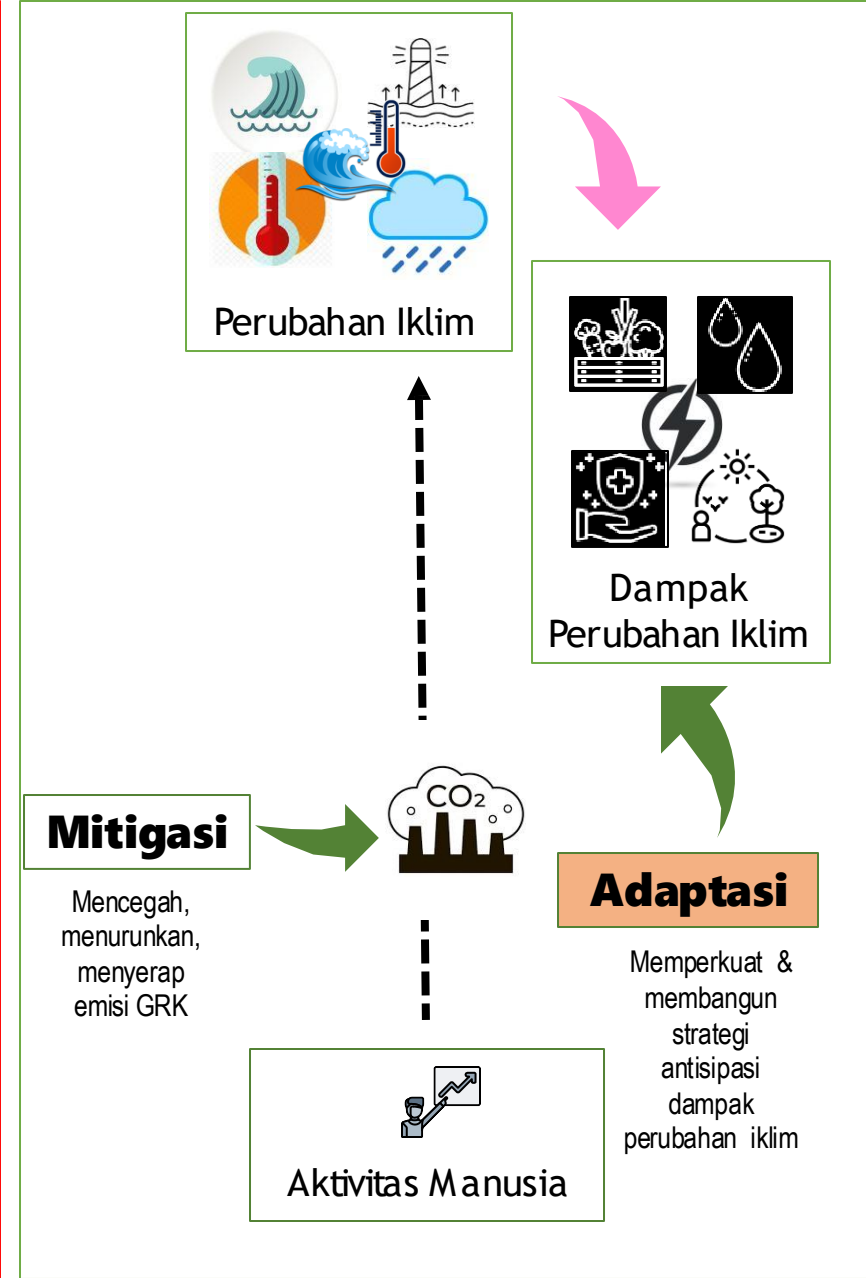 Perubahan Iklim
Dampak
Perubahan Iklim
CO2
Mitigasi
Mencegah,
menurunkan,
menyerap
emisi GRK
Adaptasi
Memperkuat &
membangun
strategi
antisipasi
dampak
perubahan iklim
Aktivitas Manusia